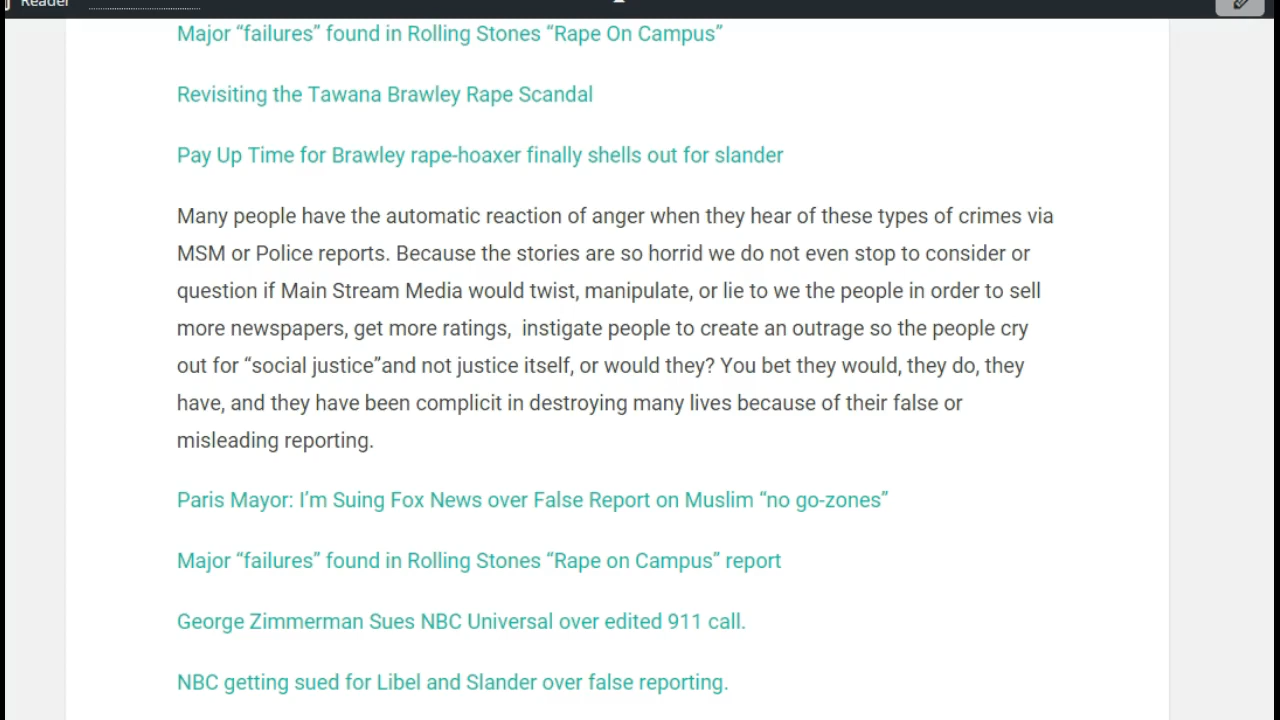 Reader
Major “failures” found in Rolling Stones “Rape On Campus”
Revisiting the Tawana Brawley Rape Scandal
Pay Up Time for Brawley rape-hoaxer finally shells out for slander
Many people have the automatic reaction of anger when they hear of these types of crimes via
MSM or Police reports. Because the stories are so horrid we do not even stop to consider or
question if Main Stream Media would twist, manipulate, or lie to we the people in order to sell
more newspapers, get more ratings,  instigate people to create an outrage so the people cry
out for “social justice”and not justice itself, or would they? You bet they would, they do, they
have, and they have been complicit in destroying many lives because of their false or
misleading reporting.
Paris Mayor: I’m Suing Fox News over False Report on Muslim “no go-zones”
Major “failures” found in Rolling Stones “Rape on Campus” report
George Zimmerman Sues NBC Universal over edited 911 call.
NBC getting sued for Libel and Slander over false reporting.